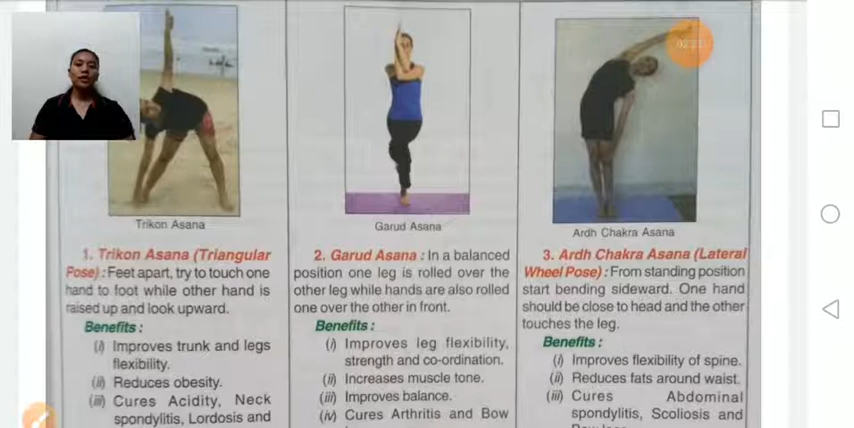 02:21
Trikon Asana
1. Trikon Asana (Triangular
Pose) : Feet apart, try to touch one
hand to foot while other hand is
raised up and look upward.
Benefits :
(i) Improves trunk and legs
flexibility.
(ii) Reduces obesity.
(iii) Cures Acidity, Neck
spondytitis, Lordosis and
Garud Asana
2. Garud Asana : In a balanced
position one leg is rolled over the
other leg while hands are also rolled
one over the other in front.
Benefits :
(i) Improves leg flexibility,
strength and co-ordination.
(ii) Increases muscle tone.
(iii) Improves balance.
(iv) Cures Arthritis and Bow
Ardh Chakra Asana
3. Ardh Chakra Asana (Lateral
Wheel Pose) : From standing position
start bending sideward. One hand
should be close to head and the other
touches the leg.
Benefits :
(i) Improves flexibility of spine.
(ii) Reduces fats around waist.
(iii) Cures Abdominal
spondytitis, Scoliosis and